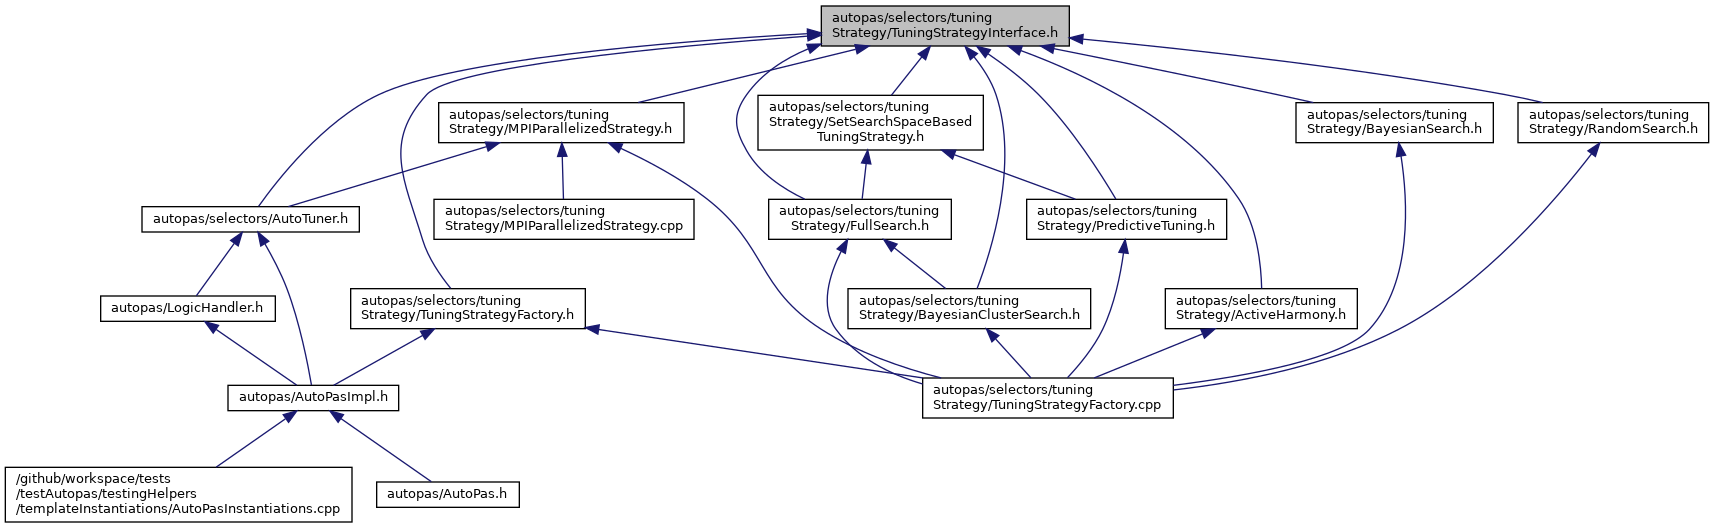 autopas/selectors/tuning
Strategy/TuningStrategyInterface.h
autopas/selectors/tuning
Strategy/MPIParallelizedStrategy.h
autopas/selectors/tuning
Strategy/SetSearchSpaceBased
TuningStrategy.h
autopas/selectors/tuning
Strategy/BayesianSearch.h
autopas/selectors/tuning
Strategy/RandomSearch.h
autopas/selectors/AutoTuner.h
autopas/selectors/tuning
Strategy/MPIParallelizedStrategy.cpp
autopas/selectors/tuning
Strategy/FullSearch.h
autopas/selectors/tuning
Strategy/PredictiveTuning.h
autopas/LogicHandler.h
autopas/selectors/tuning
Strategy/TuningStrategyFactory.h
autopas/selectors/tuning
Strategy/BayesianClusterSearch.h
autopas/selectors/tuning
Strategy/ActiveHarmony.h
autopas/AutoPasImpl.h
autopas/selectors/tuning
Strategy/TuningStrategyFactory.cpp
/github/workspace/tests
/testAutopas/testingHelpers
/templateInstantiations/AutoPasInstantiations.cpp
autopas/AutoPas.h